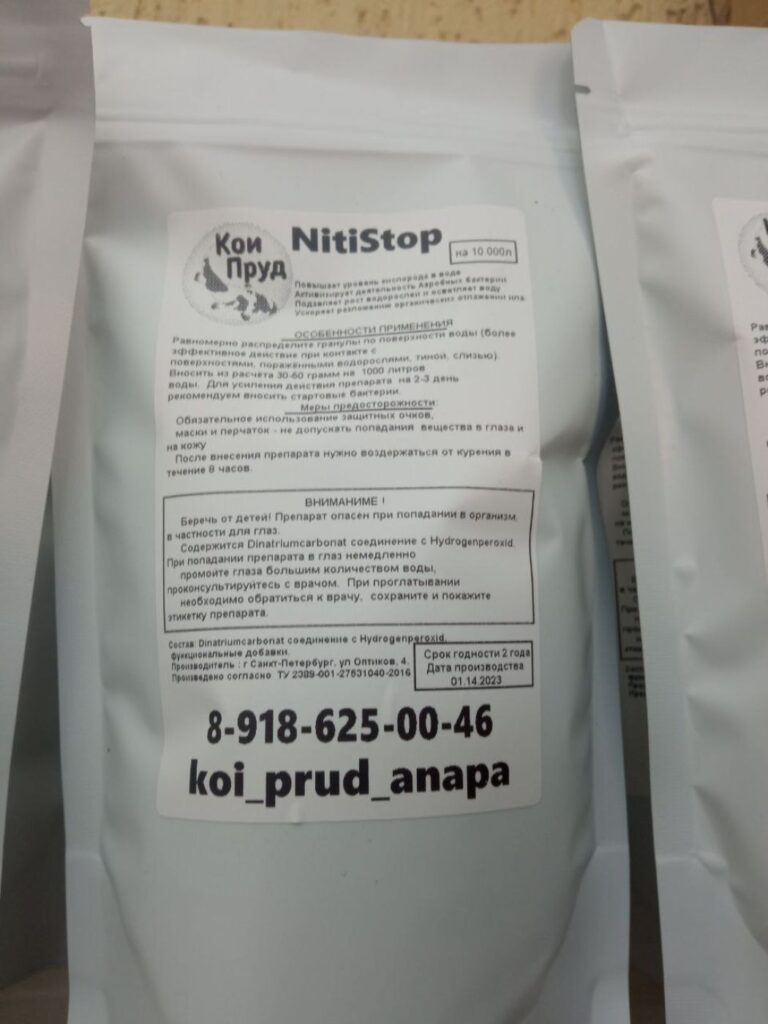 Кои
Пруд
NitiStop
на 10.000л
Повышает уровень кислорода в воде
Активизирует деятельность Аэробных бактерий
Подавляет рост водорослей и осветляет воду
Ускоряет разложению органических отлажений ила
ОСОБЕННОСТИ ПРИМЕНЕНИЯ
Равномерно распределите гранулы по поверхности воды (более
эффективное действие при контакте с
поверхностями, поражёнными водорослями, тиной, слизью).
Вносить из расчёта 30-50 грамм на 1000 литров
воды. Для усиления действия препарата на 2-3 день
рекомендуем вносить стартовые бактерии.
Меры предосторожности:
Обязательное использование защитных очков,
маски и перчаток - не допускать попадания вещества в глаза и
на кожу
После внесения препарата нужно воздержаться от курения в
течение 8 часов.
ВНИМАНИМЕ !
Беречь от детей! Препарат опасен при попадании в организм,
в частности для глаз.
Содержится Dinatriumcarbonat соединение с Hydrogenperoxid.
При попадании препарата в глаз немедленно
промойте глаза большим количеством воды,
проконсультируйтесь с врачом. При проглатывании
необходимо обратиться к врачу, сохраните и покажите
этикетку препарата.
Состав: Dinatriumcarbonat соединение с Hydrogenperoxid,
функциональные добавки.
Производитель : г Санкт-Петербург, ул Оптиков, 4.
Произведено согласно ТУ 2389-001-27631040-2016
Срок годности 2 года
Дата производства
01.14.2023
8-918-625-00-46
koi_prud_anapa